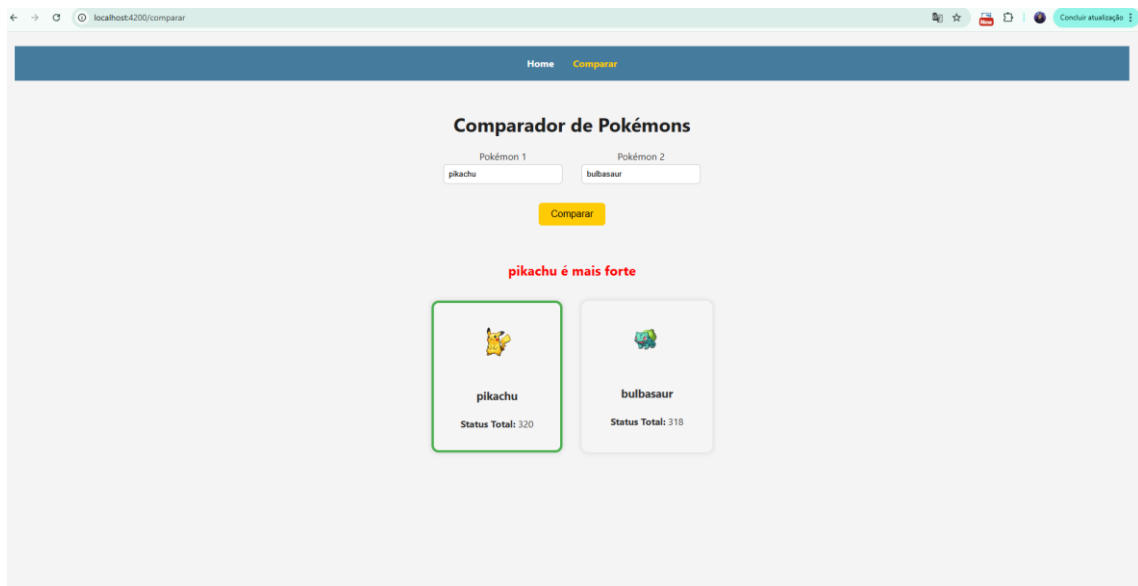 localhost:4200/comparar
New
Concluir atualização
Home Comparar
Comparador de Pokémons
Pokémon 1 Pokémon 2
pikachu bulbasaur
Comparar
pikachu é mais forte
pikachu bulbasaur
Status Total: 320 Status Total: 318